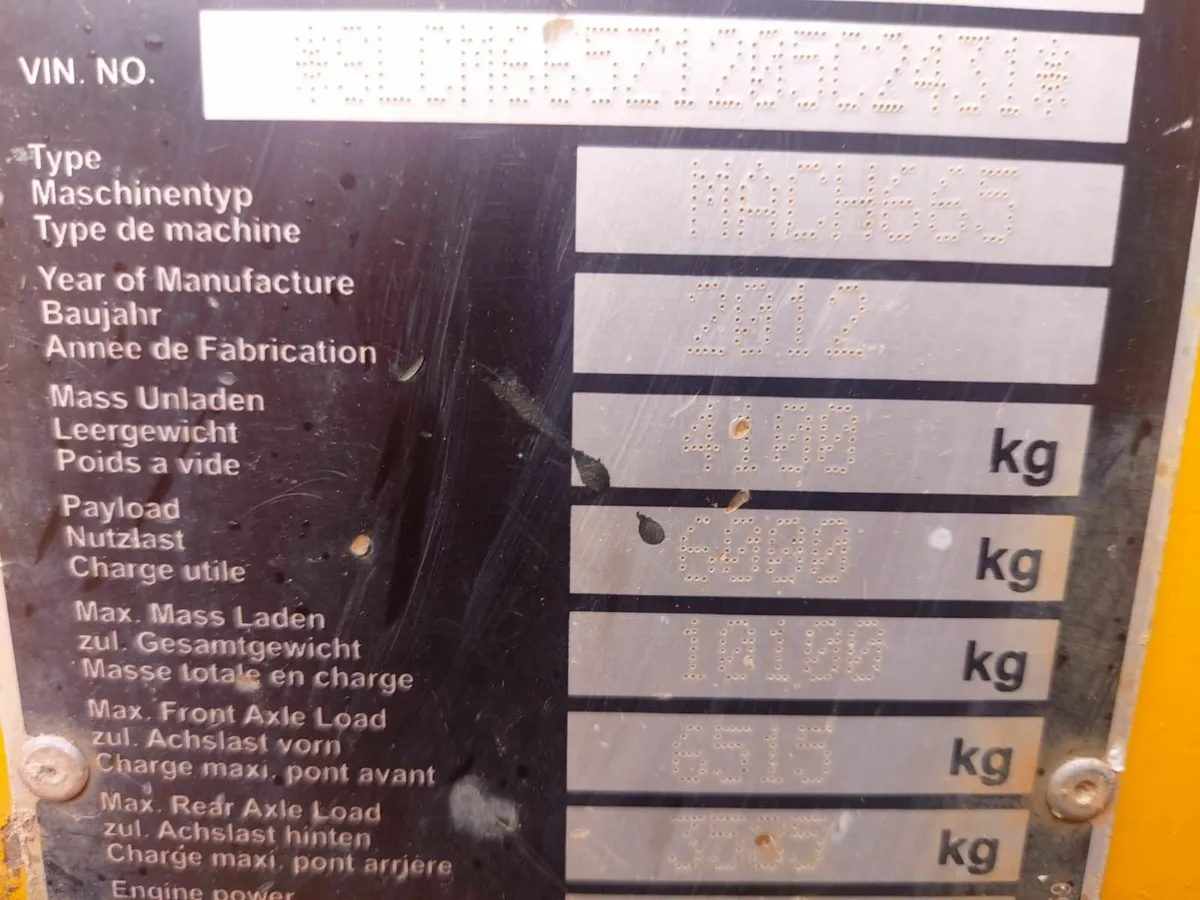 VIN. NO. *SLCM665Z1205C2431*
Type
Maschinentyp MACH665
Type de machine
Year of Manufacture
Baujahr 2012
Annee de Fabrication
Mass Unladen
Leergewicht 4100 kg
Poids a vide
Payload
Nutzlast 6000 kg
Charge utile
Max. Mass Laden
zul. Gesamtgewicht 10100 kg
Masse totale en charge
Max. Front Axle Load
zul. Achslast vorn 6515 kg
Charge maxi. pont avant
Max. Rear Axle Load
zul. Achslast hinten 3585 kg
Charge maxi. pont arrjere
Engine power